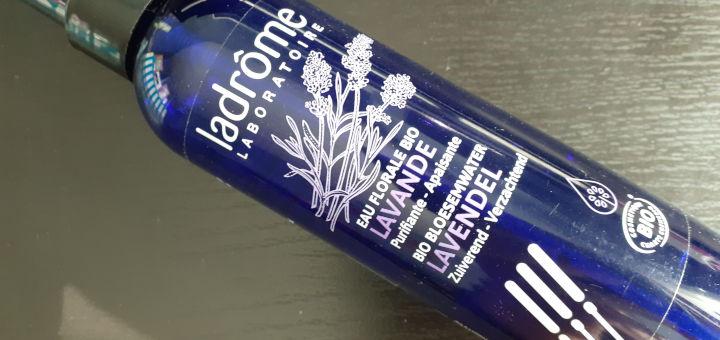 ladrôme
LABORATOIRE
EAU FLORALE BIO
LAVANDE
Purifiante - Apaisante
BIO BLOESEMWATER
LAVENDEL
Zuiverend - Verzachtend
BIO